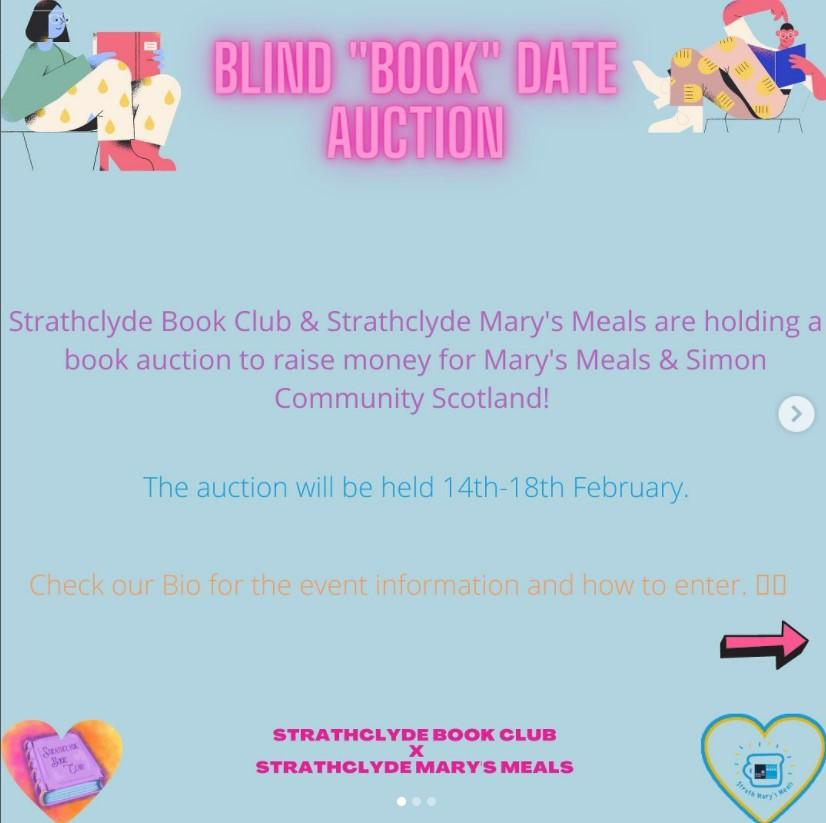 BLIND "BOOK" DATE
AUCTION
Strathclyde Book Club & Strathclyde Mary's Meals are holding a
book auction to raise money for Mary's Meals & Simon
Community Scotland!
The auction will be held 14th-18th February.
Check our Bio for the event information and how to enter.
STRATHCLYDE
BOOK
CLUB
STRATHCLYDE BOOK CLUB
X
STRATHCLYDE MARY'S MEALS
Strath Mary's Meals